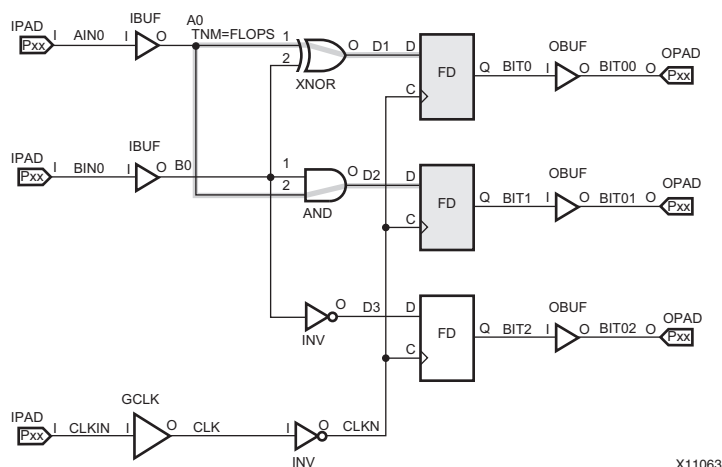 IPAD IBUF A0
I AIN0 I O TNM=FLOPS 1 O D1 D Q BIT0 I OBUF O BIT00 O OPAD
Pxx 2 FD Pxx
XNOR C
IPAD IBUF
I BIN0 I O B0 1 O D2 D Q BIT1 I OBUF O BIT01 O OPAD
Pxx 2 FD Pxx
AND C
O D3 D Q BIT2 I OBUF O BIT02 O OPAD
INV FD Pxx
C
IPAD GCLK
I CLKIN I O CLK I O CLKN
Pxx INV
X11063